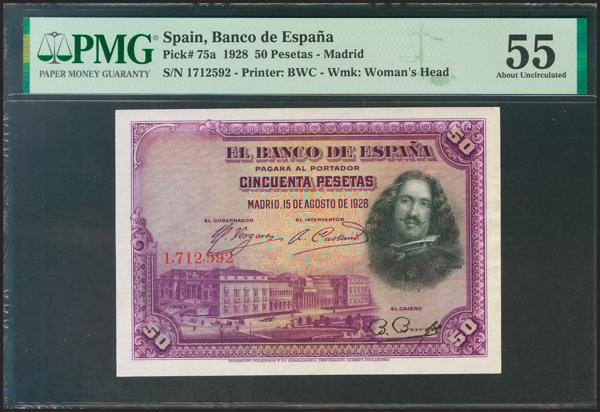 PMG
PAPER MONEY GUARANTY
Spain, Banco de España
Pick# 75a 1928 50 Pesetas - Madrid
S/N 1712592 - Printer: BWC - Wmk: Woman's Head
55
About Uncirculated
50
50
EL BANCO DE ESPAÑA
PAGARÁ AL PORTADOR
CINCUENTA PESETAS
MADRID, 15 DE AGOSTO DE 1928
EL GOBERNADOR
EL INTERVENTOR
1,712,592
EL CAJERO
50
50